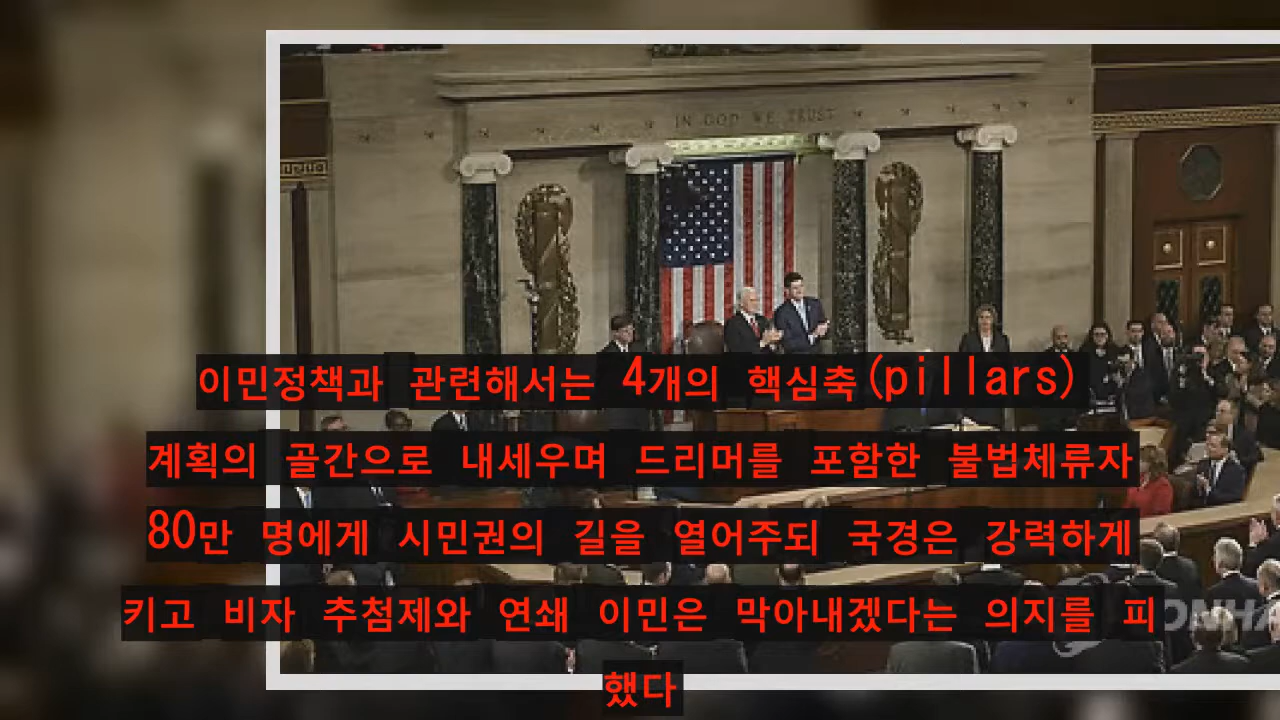 IN GOD WE TRUST
이민정책과 관련해서는 4개의 핵심축(pillars)
계획의 골간으로 내세우며 드리머를 포함한 불법체류자
80만 명에게 시민권의 길을 열어주되 국경은 강력하게
키고 비자 추첨제와 연쇄 이민은 막아내겠다는 의지를 피
했다
ONHA